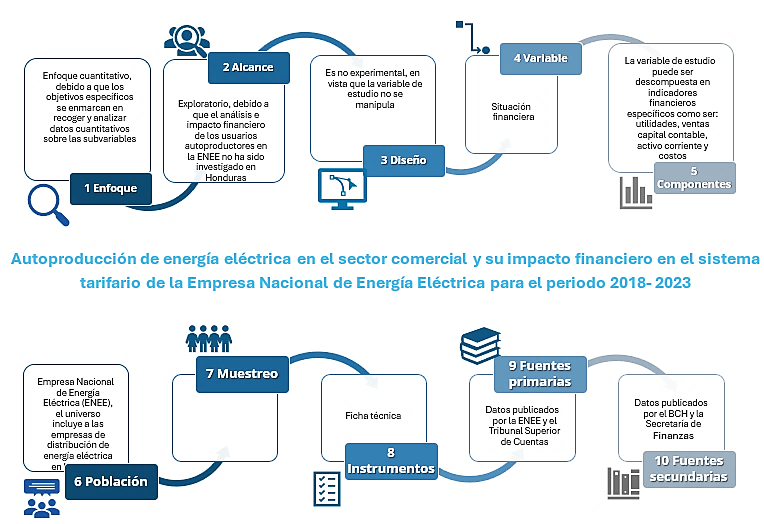 Enfoque cuantitativo,
debido a que los
objetivos específicos
se enmarcan en
recoger y analizar
datos cuantitativos
sobre las subvariables
1 Enfoque
2 Alcance
Exploratorio, debido a
que el análisis e
impacto financiero
de los usuarios
autoproductores en
la ENEE no ha sido
investigado en
Honduras
Es no experimental, en
vista que la variable de
estudio no se
manipula
3 Diseño
4 Variable
Situación
financiera
La variable de estudio
puede ser
descompuesta en
indicadores
financieros
específicos como ser:
utilidades, ventas
capital contable,
activo corriente y
costos
5
Componentes
Autoproducción de energía eléctrica en el sector comercial y su impacto financiero en el sistema
tarifario de la Empresa Nacional de Energía Eléctrica para el periodo 2018- 2023
Empresa Nacional
de Energía
Eléctrica (ENEE),
el universo
incluye a las
empresas de
distribución de
energía eléctrica
en
6 Población
7 Muestreo
Ficha técnica
8
Instrumentos
9 Fuentes
primarias
Datos publicados
por la ENEE y el
Tribunal Superior
de Cuentas
Datos publicados
por el BCH y la
Secretaría de
Finanzas
10 Fuentes
secundarias